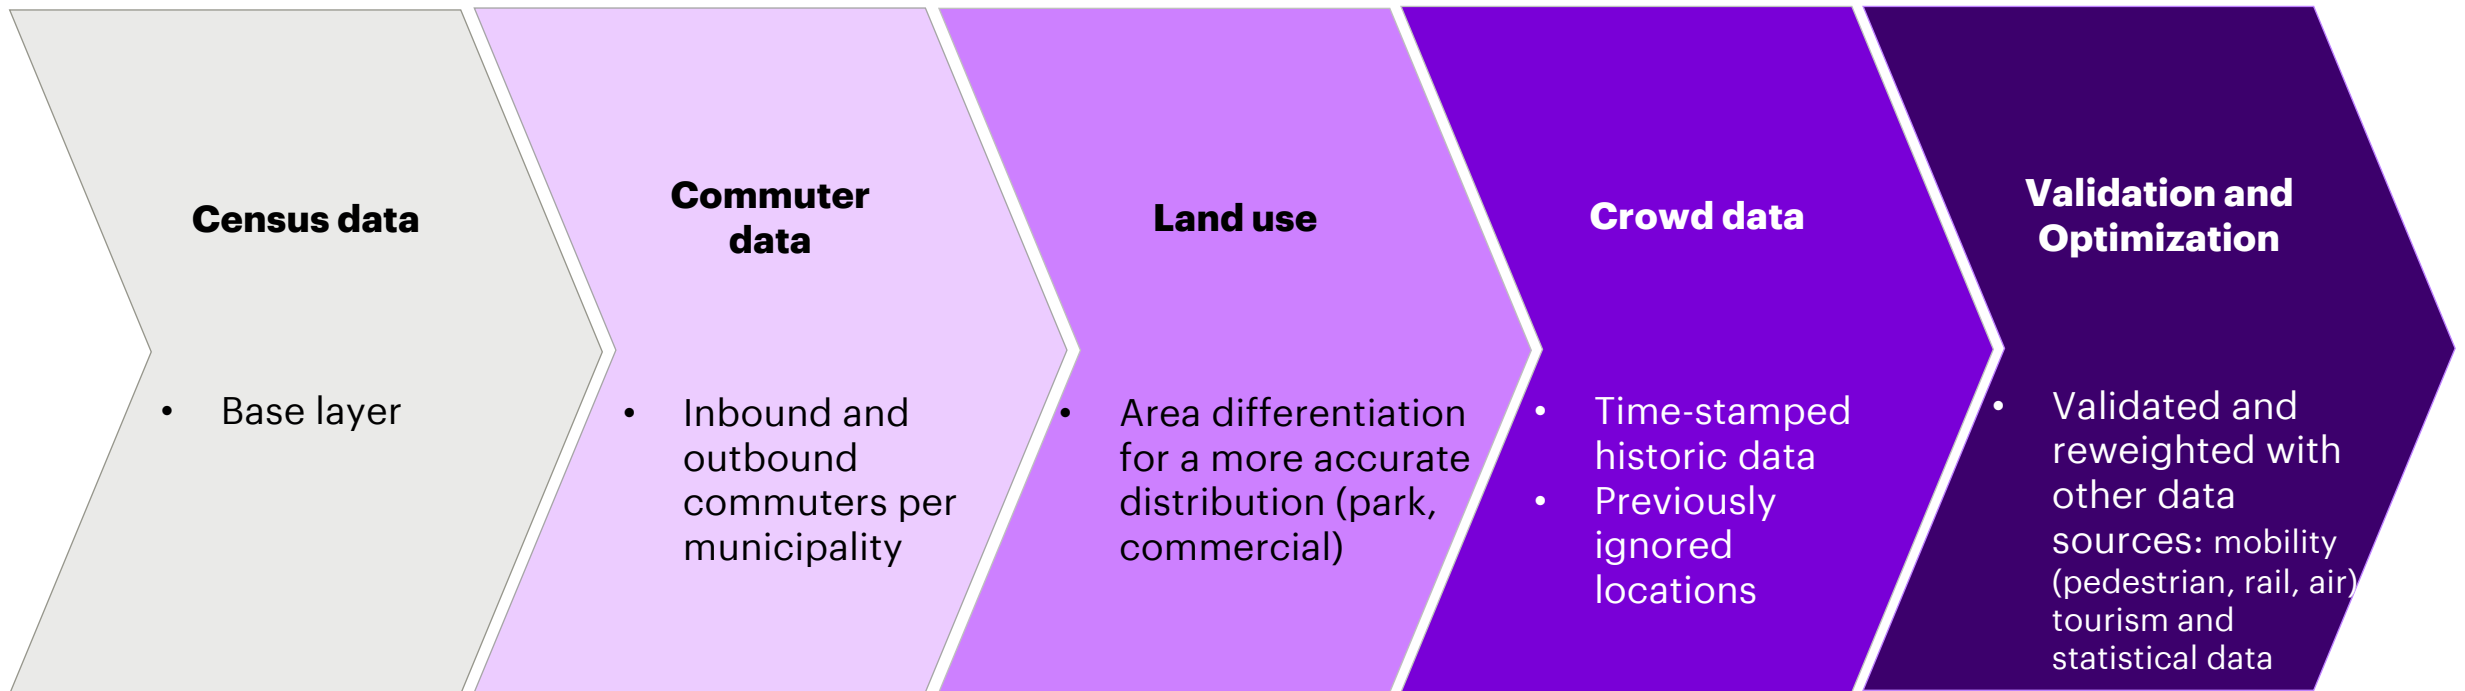 Census data
• Base layer
Commuter
data
• Inbound and
outbound
commuters per
municipality
Land use
• Area differentiation
for a more accurate
distribution (park,
commercial)
Crowd data
• Time-stamped
historic data
• Previously
ignored
locations
Validation and
Optimization
• Validated and
reweighted with
other data
sources: mobility
(pedestrian, rail, air)
tourism and
statistical data